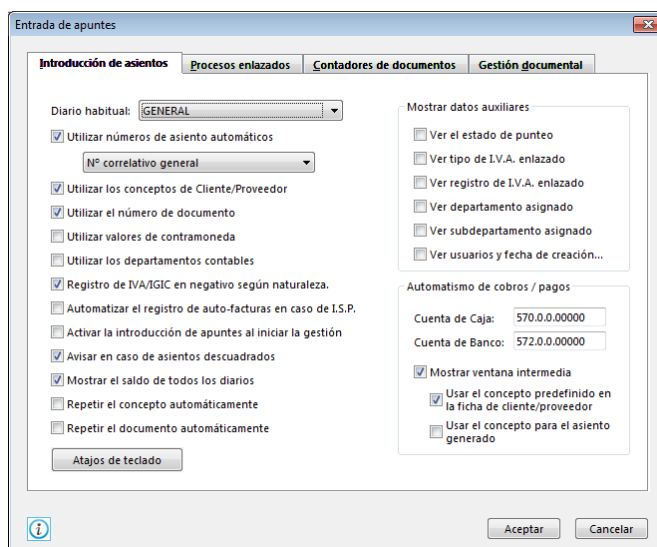 Entrada de apuntes
Introducción de asientos
Procesos enlazados
Contadores de documentos
Gestión documental
Diario habitual: GENERAL
Utilizar números de asiento automáticos
Nº correlativo general
Utilizar los conceptos de Cliente/Proveedor
Utilizar el número de documento
Utilizar valores de contramoneda
Utilizar los departamentos contables
Registro de IVA/IGIC en negativo según naturaleza.
Automatizar el registro de auto-facturas en caso de I.S.P.
Activar la introducción de apuntes al iniciar la gestión
Avisar en caso de asientos descuadrados
Mostrar el saldo de todos los diarios
Repetir el concepto automáticamente
Repetir el documento automáticamente
Atajos de teclado
Mostrar datos auxiliares
Ver el estado de punteo
Ver tipo de I.V.A. enlazado
Ver registro de I.V.A. enlazado
Ver departamento asignado
Ver subdepartamento asignado
Ver usuarios y fecha de creación...
Automatismo de cobros / pagos
Cuenta de Caja: 570.0.0.00000
Cuenta de Banco: 572.0.0.00000
Mostrar ventana intermedia
Usar el concepto predefinido en
la ficha de cliente/proveedor
Usar el concepto para el asiento
generado
Aceptar
Cancelar